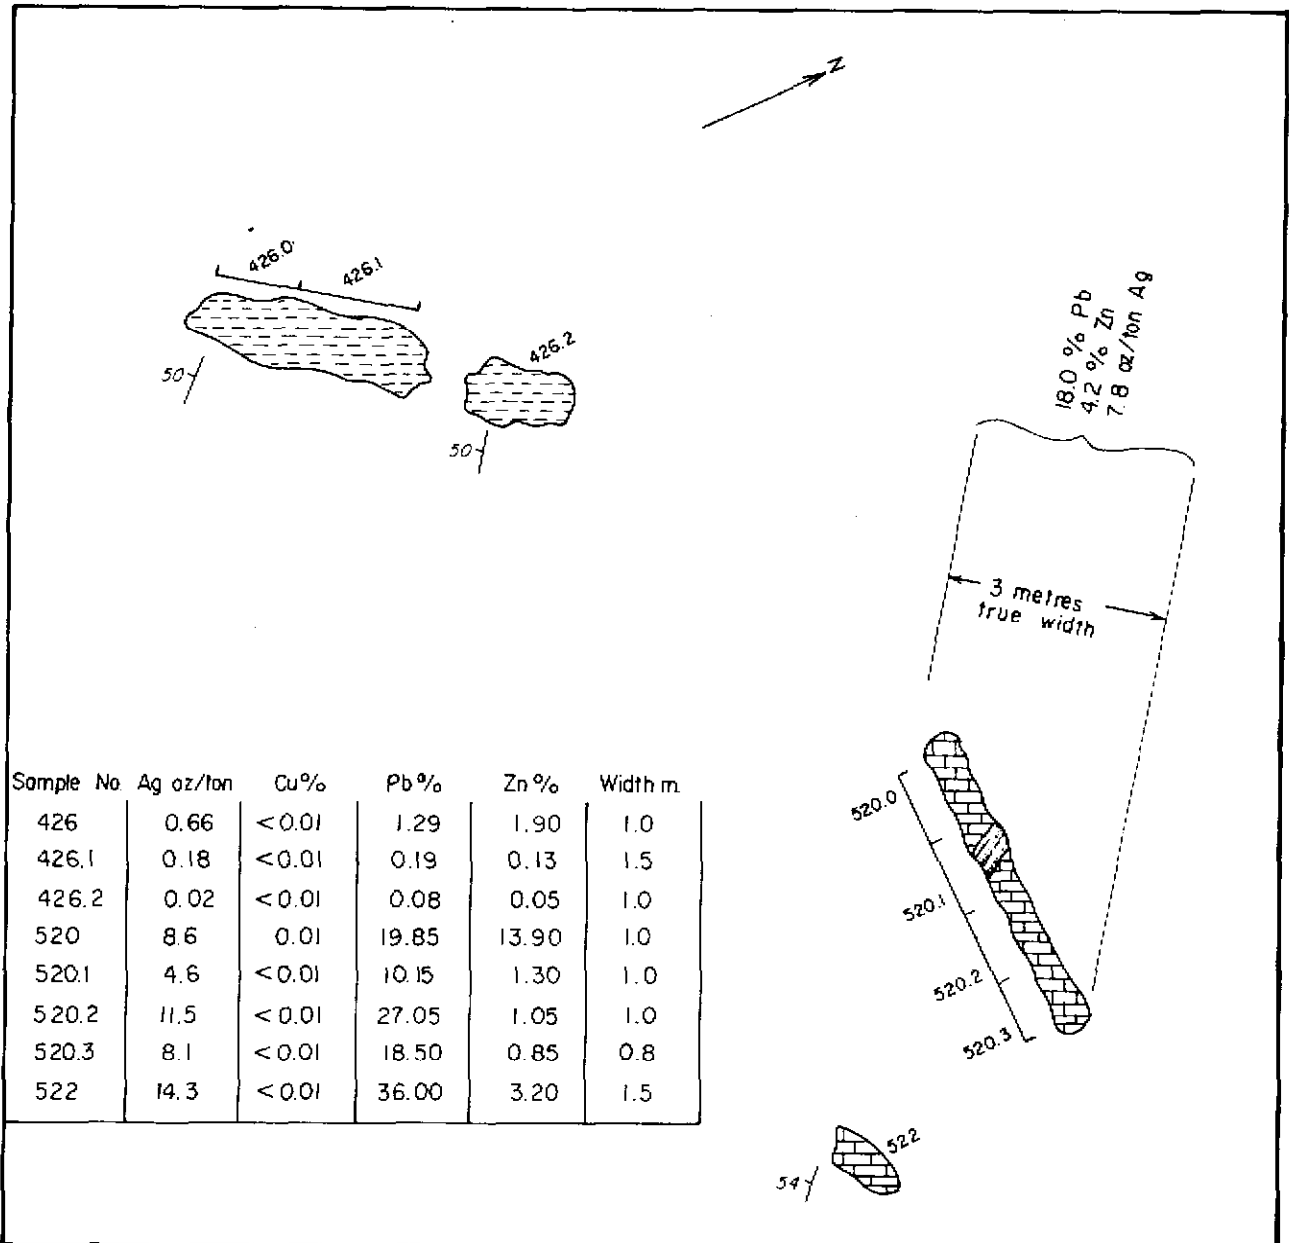 N
426.0
426.1
426.2
50
50
18.0 % Pb
4.2 % Zn
7.8 oz/ton Ag
3 metres
true width
Sample No. Ag oz/ton Cu% Pb% Zn% Width m.
426 0.66 <0.01 1.29 1.90 1.0
426.1 0.18 <0.01 0.19 0.13 1.5
426.2 0.02 <0.01 0.08 0.05 1.0
520 8.6 0.01 19.85 13.90 1.0
520.1 4.6 <0.01 10.15 1.30 1.0
520.2 11.5 <0.01 27.05 1.05 1.0
520.3 8.1 <0.01 18.50 0.85 0.8
522 14.3 <0.01 36.00 3.20 1.5
520.0
520.1
520.2
520.3
522
54